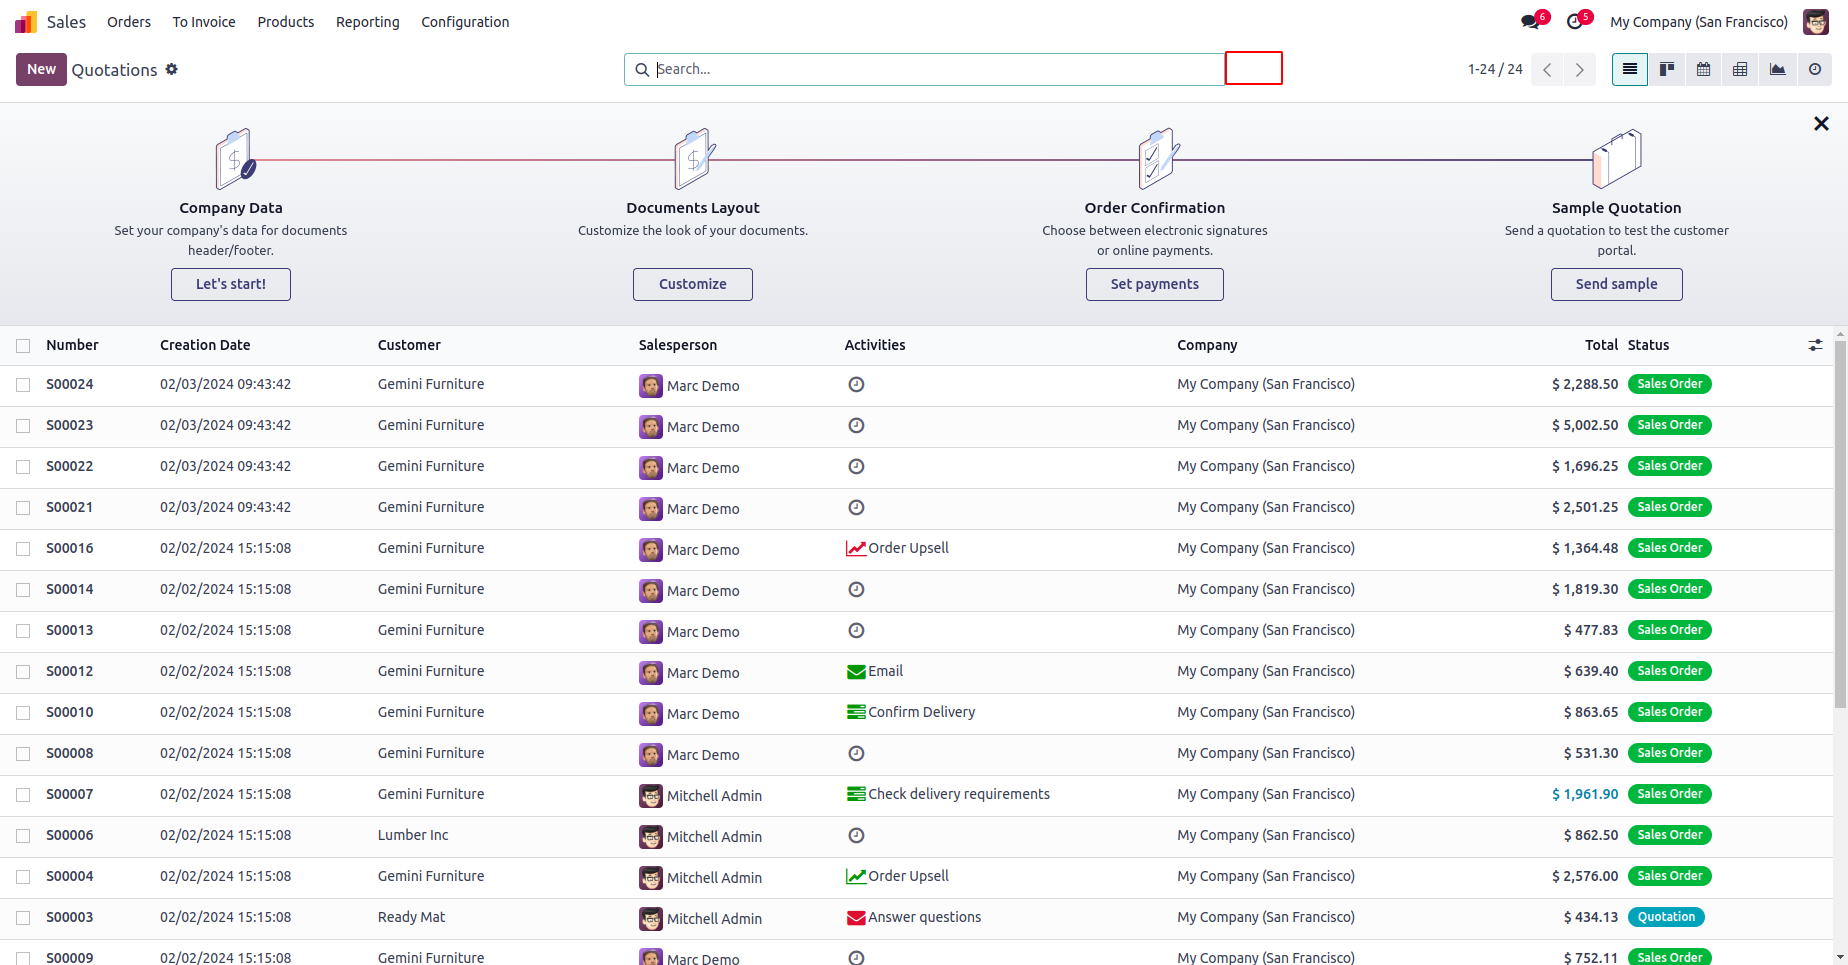 Sales Orders To Invoice Products Reporting Configuration 6 5 My Company (San Francisco)
New Quotations Search... 1-24 / 24
Company Data Documents Layout Order Confirmation Sample Quotation
Set your company's data for documents header/footer. Customize the look of your documents. Choose between electronic signatures or online payments. Send a quotation to test the customer portal.
Let's start! Customize Set payments Send sample
Number Creation Date Customer Salesperson Activities Company Total Status
S00024 02/03/2024 09:43:42 Gemini Furniture Marc Demo My Company (San Francisco) $ 2,288.50 Sales Order
S00023 02/03/2024 09:43:42 Gemini Furniture Marc Demo My Company (San Francisco) $ 5,002.50 Sales Order
S00022 02/03/2024 09:43:42 Gemini Furniture Marc Demo My Company (San Francisco) $ 1,696.25 Sales Order
S00021 02/03/2024 09:43:42 Gemini Furniture Marc Demo My Company (San Francisco) $ 2,501.25 Sales Order
S00016 02/02/2024 15:15:08 Gemini Furniture Marc Demo Order Upsell My Company (San Francisco) $ 1,364.48 Sales Order
S00014 02/02/2024 15:15:08 Gemini Furniture Marc Demo My Company (San Francisco) $ 1,819.30 Sales Order
S00013 02/02/2024 15:15:08 Gemini Furniture Marc Demo My Company (San Francisco) $ 477.83 Sales Order
S00012 02/02/2024 15:15:08 Gemini Furniture Marc Demo Email My Company (San Francisco) $ 639.40 Sales Order
S00010 02/02/2024 15:15:08 Gemini Furniture Marc Demo Confirm Delivery My Company (San Francisco) $ 863.65 Sales Order
S00008 02/02/2024 15:15:08 Gemini Furniture Marc Demo My Company (San Francisco) $ 531.30 Sales Order
S00007 02/02/2024 15:15:08 Gemini Furniture Mitchell Admin Check delivery requirements My Company (San Francisco) $ 1,961.90 Sales Order
S00006 02/02/2024 15:15:08 Lumber Inc Mitchell Admin My Company (San Francisco) $ 862.50 Sales Order
S00004 02/02/2024 15:15:08 Gemini Furniture Mitchell Admin Order Upsell My Company (San Francisco) $ 2,576.00 Sales Order
S00003 02/02/2024 15:15:08 Ready Mat Mitchell Admin Answer questions My Company (San Francisco) $ 434.13 Quotation
S00009 02/02/2024 15:15:08 Gemini Furniture Marc Demo My Company (San Francisco) $ 752.11 Sales Order